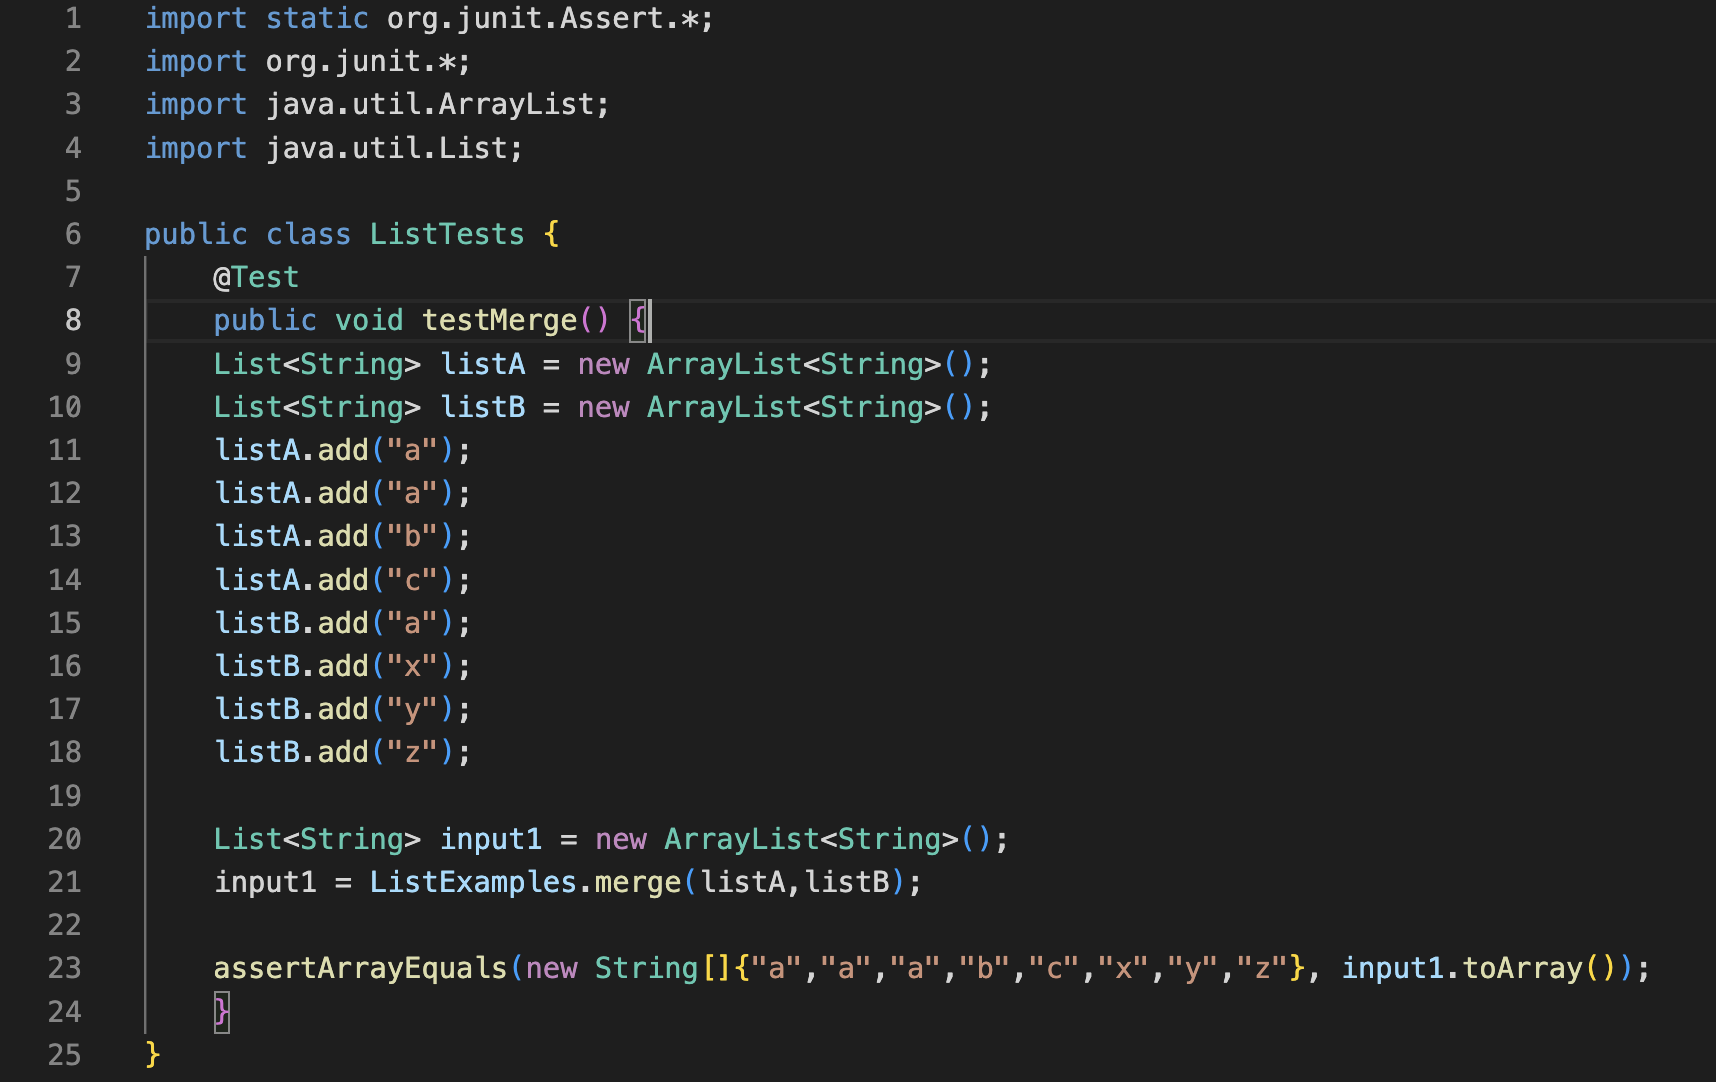 1 import static org.junit.Assert.*;
2 import org.junit.*;
3 import java.util.ArrayList;
4 import java.util.List;
5
6 public class ListTests {
7     @Test
8     public void testMerge() {
9     List<String> listA = new ArrayList<String>();
10     List<String> listB = new ArrayList<String>();
11     listA.add("a");
12     listA.add("a");
13     listA.add("b");
14     listA.add("c");
15     listB.add("a");
16     listB.add("x");
17     listB.add("y");
18     listB.add("z");
19
20     List<String> input1 = new ArrayList<String>();
21     input1 = ListExamples.merge(listA,listB);
22
23     assertArrayEquals(new String[]{"a","a","a","b","c","x","y","z"}, input1.toArray());
24     }
25 }